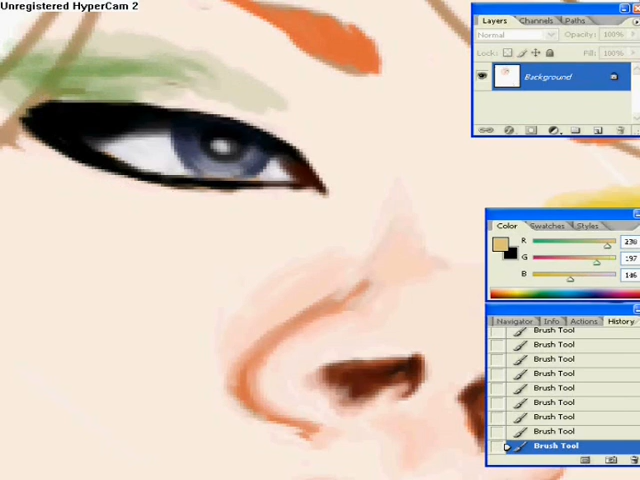 Unregistered HyperCam 2
Layers Channels Paths
Normal Opacity: 100%
Lock: Fill: 100%
Background
Color Swatches Styles
R 238
G 197
B 146
Navigator Info Actions History
Brush Tool
Brush Tool
Brush Tool
Brush Tool
Brush Tool
Brush Tool
Brush Tool
Brush Tool
Brush Tool